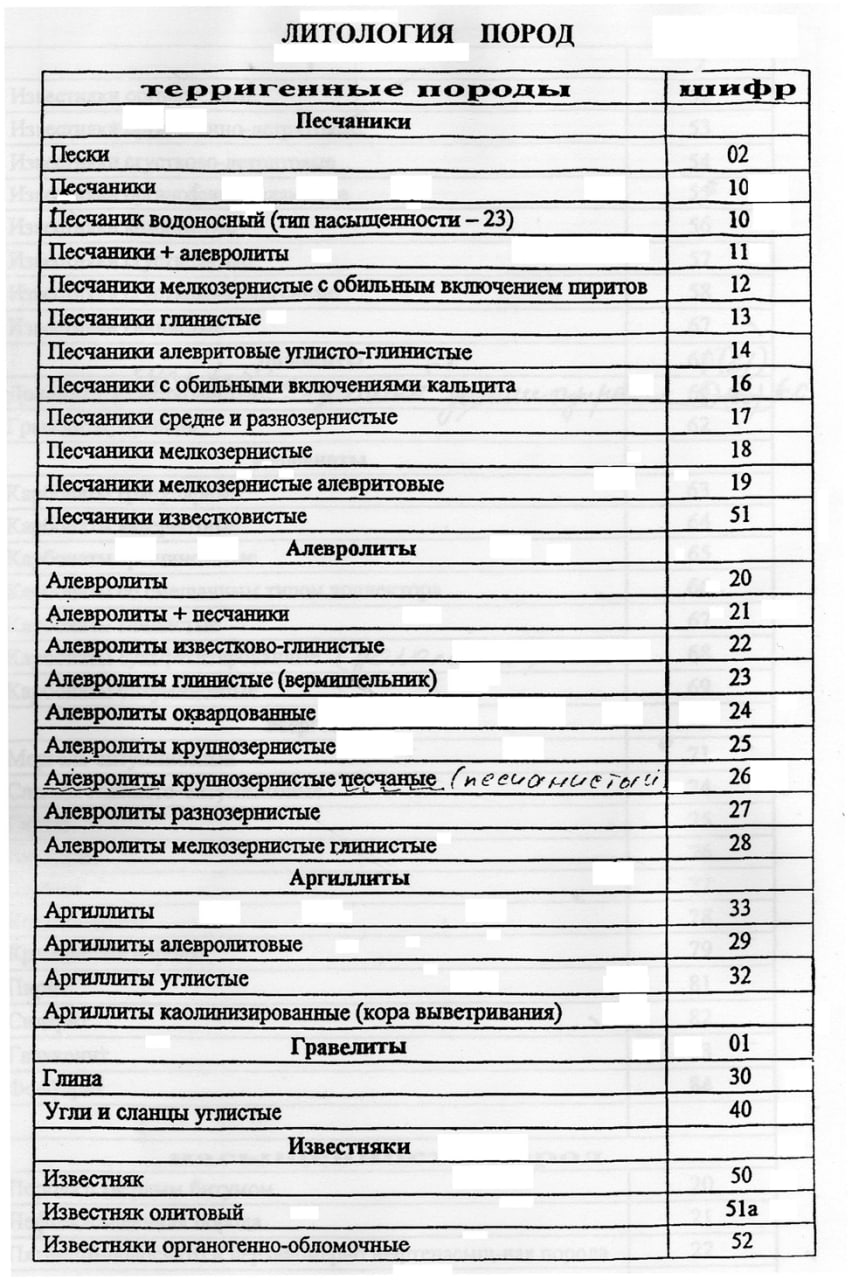 ЛИТОЛОГИЯ ПОРОД
терригенные породы шифр
Песчаники
Пески 02
Песчаники 10
Песчаник водоносный (тип насыщенности – 23) 10
Песчаники + алевролиты 11
Песчаники мелкозернистые с обильным включением пиритов 12
Песчаники глинистые 13
Песчаники алевритовые углисто-глинистые 14
Песчаники с обильными включениями кальцита 16
Песчаники средне и разнозернистые 17
Песчаники мелкозернистые 18
Песчаники мелкозернистые алевритовые 19
Песчаники известковистые 51
Алевролиты
Алевролиты 20
Алевролиты + песчаники 21
Алевролиты известково-глинистые 22
Алевролиты глинистые (вермишельник) 23
Алевролиты окварцованные 24
Алевролиты крупнозернистые 25
Алевролиты крупнозернистые песчаные (песчанистый) 26
Алевролиты разнозернистые 27
Алевролиты мелкозернистые глинистые 28
Аргиллиты
Аргиллиты 33
Аргиллиты алевролитовые 29
Аргиллиты углистые 32
Аргиллиты каолинизированные (кора выветривания)
Гравелиты 01
Глина 30
Угли и сланцы углистые 40
Известняки
Известняк 50
Известняк олитовый 51а
Известняки органогенно-обломочные 52